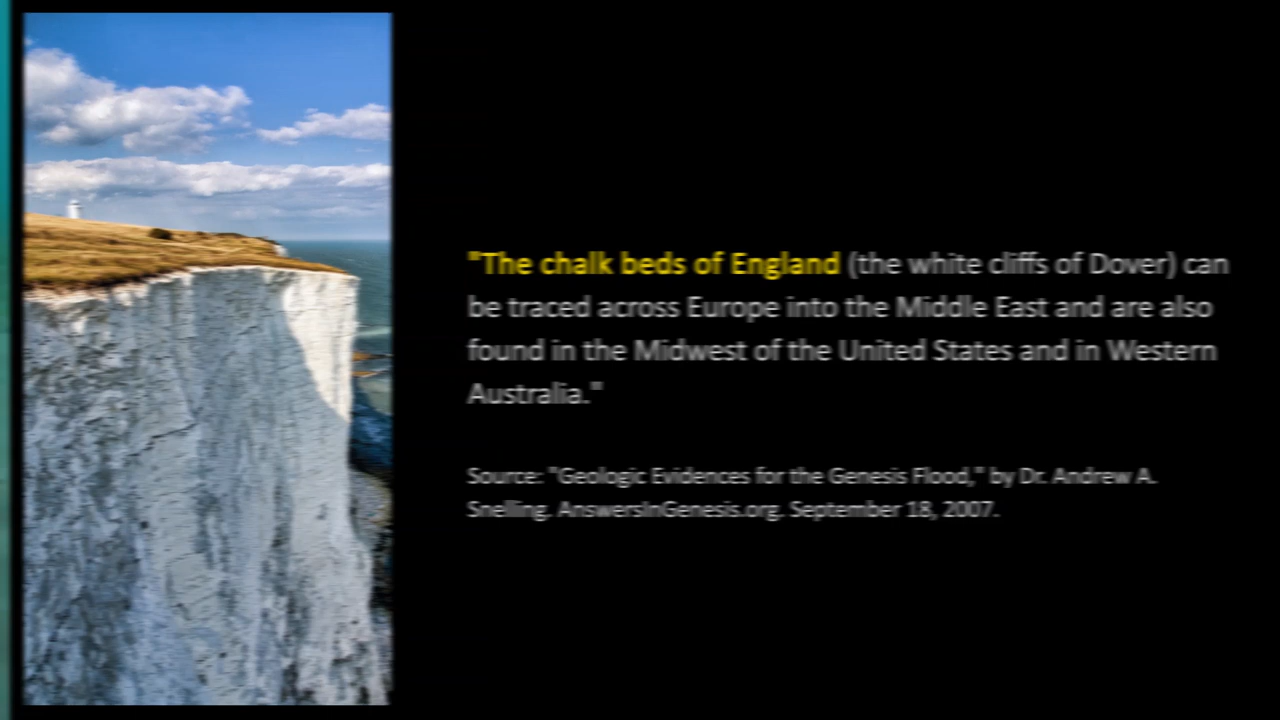 "The chalk beds of England (the white cliffs of Dover) can
be traced across Europe into the Middle East and are also
found in the Midwest of the United States and in Western
Australia."
Source: "Geologic Evidences for the Genesis Flood," by Dr. Andrew A.
Snelling. AnswersInGenesis.org. September 18, 2007.